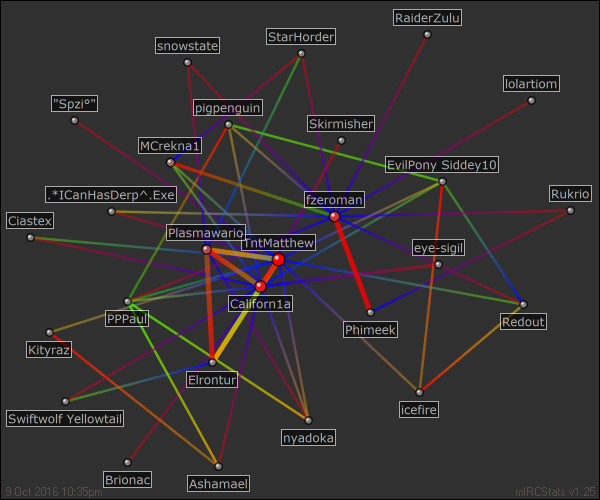 RaiderZulu
StarHorder
snowstate
lolartiom
"Spzi°"
pigpenguin
Skirmisher
MCrekna1
EvilPony Siddey10
.*ICanHasDerp^.Exe
fzeroman
Rukrio
Ciastex
Plasmawario
TntMatthew
eye-sigil
Californ1a
PPPaul
Phimeek
Redout
Kityraz
Elrontur
Swiftwolf Yellowtail
icefire
nyadoka
Brionac
Ashamael
9 Oct 2016 10:35pm
mIRCStats v1.25